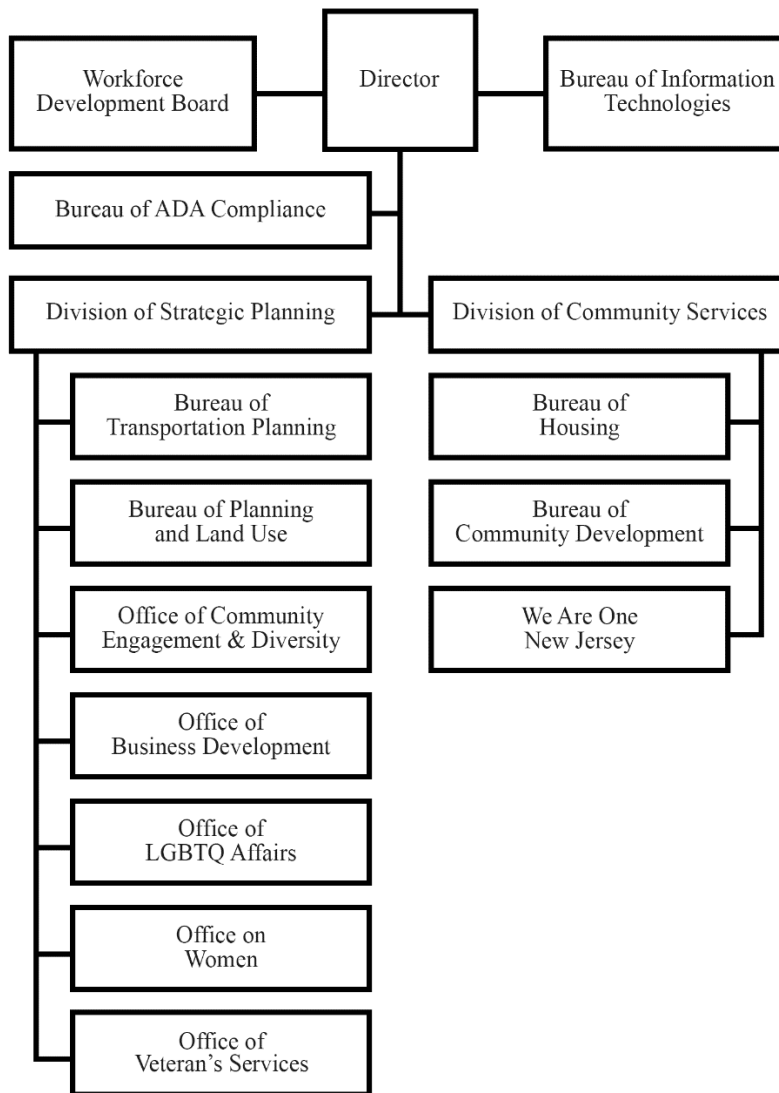 Workforce
Development Board
Director
Bureau of Information
Technologies
Bureau of ADA Compliance
Division of Strategic Planning
Division of Community Services
Bureau of
Transportation Planning
Bureau of
Housing
Bureau of Planning
and Land Use
Bureau of
Community Development
Office of Community
Engagement & Diversity
We Are One
New Jersey
Office of
Business Development
Office of
LGBTQ Affairs
Office on
Women
Office of
Veteran’s Services